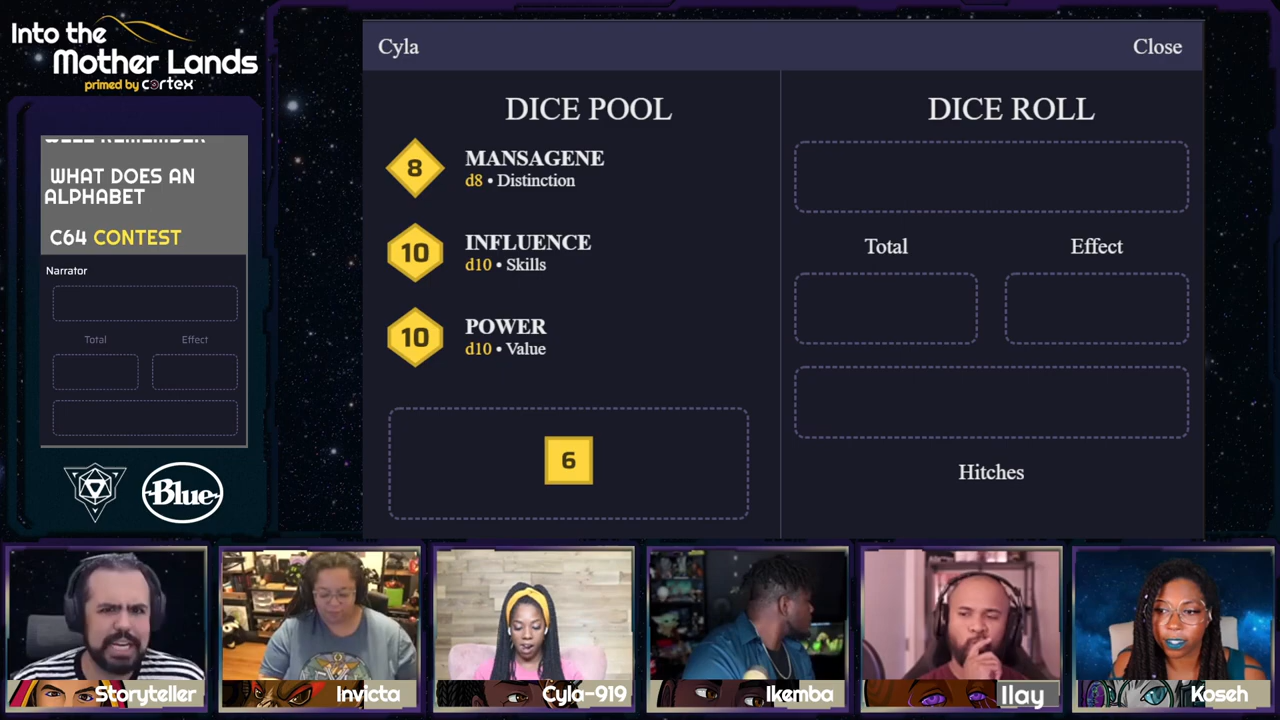 Into the
Mother Lands
primed by cortex
WELL REMEMBER
WHAT DOES AN
ALPHABET
C64 CONTEST
Narrator
Total Effect
Blue
Cyla Close
DICE POOL
8 MANSAGENE
d8 • Distinction
10 INFLUENCE
d10 • Skills
10 POWER
d10 • Value
6
DICE ROLL
Total Effect
Hitches
Storyteller
Invicta
Cyla-919
Ikemba
Ilay
Koseh